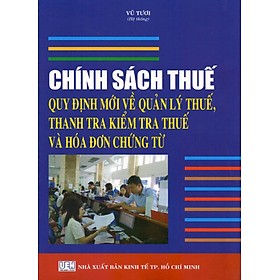 VŨ TƯƠI
(Hệ thống)
CHÍNH SÁCH THUẾ
QUY ĐỊNH MỚI VỀ QUẢN LÝ THUẾ,
THANH TRA KIỂM TRA THUẾ
VÀ HÓA ĐƠN CHỨNG TỪ
UEH NHÀ XUẤT BẢN KINH TẾ TP. HỒ CHÍ MINH